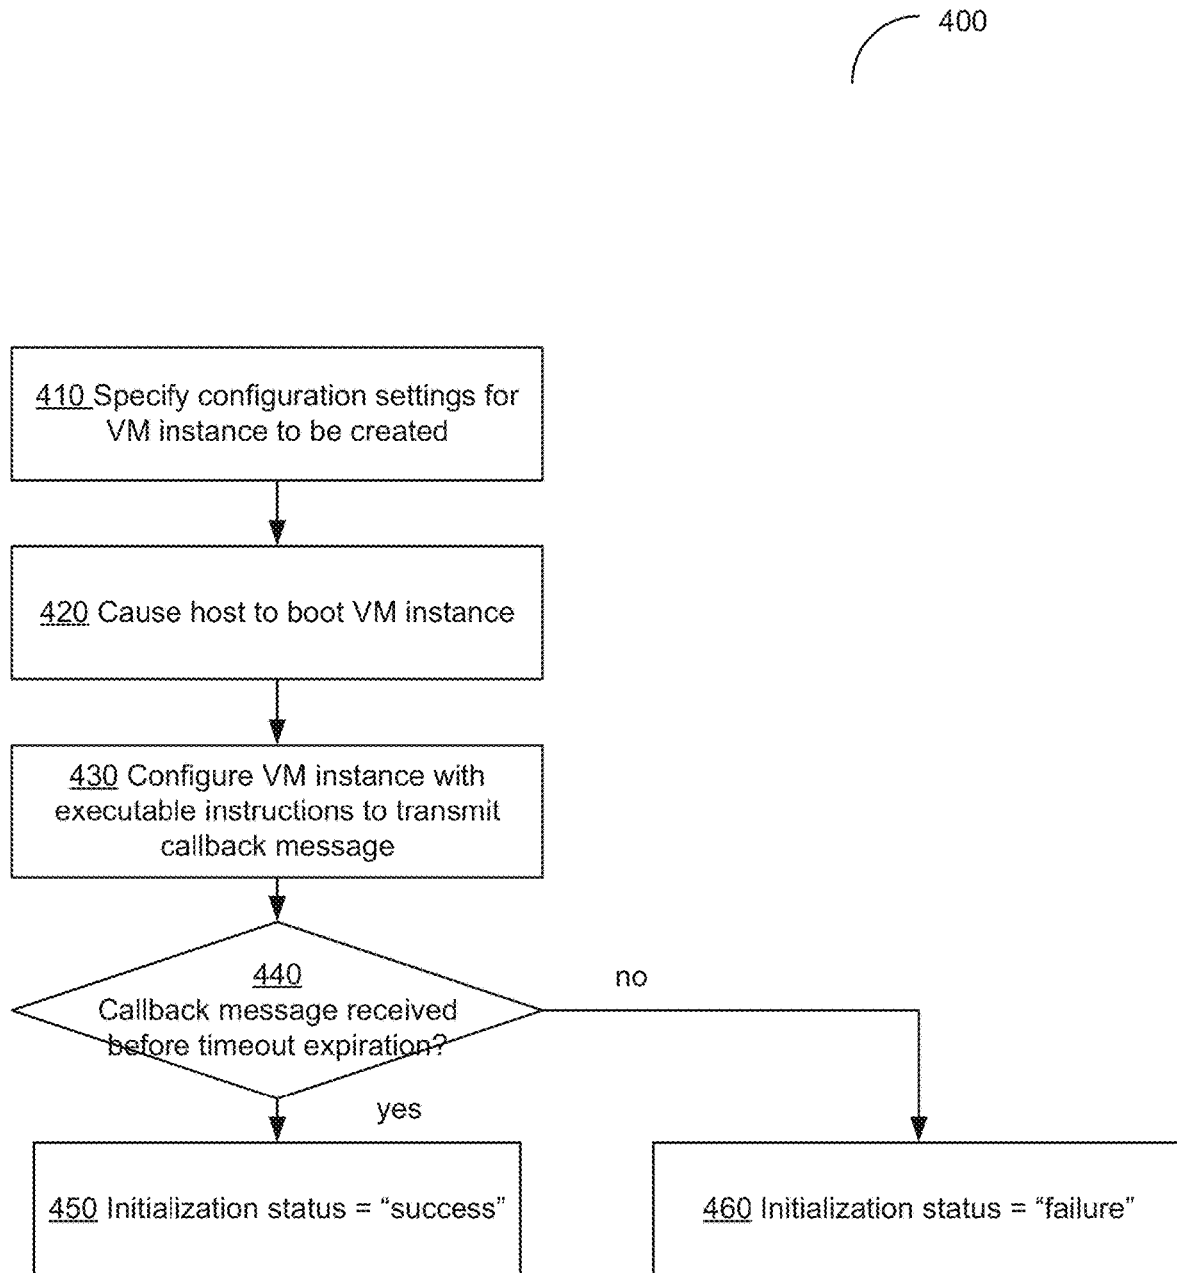 400
410 Specify configuration settings for
VM instance to be created
420 Cause host to boot VM instance
430 Configure VM instance with
executable instructions to transmit
callback message
440
Callback message received
before timeout expiration?
no
yes
450 Initialization status = “success”
460 Initialization status = “failure”